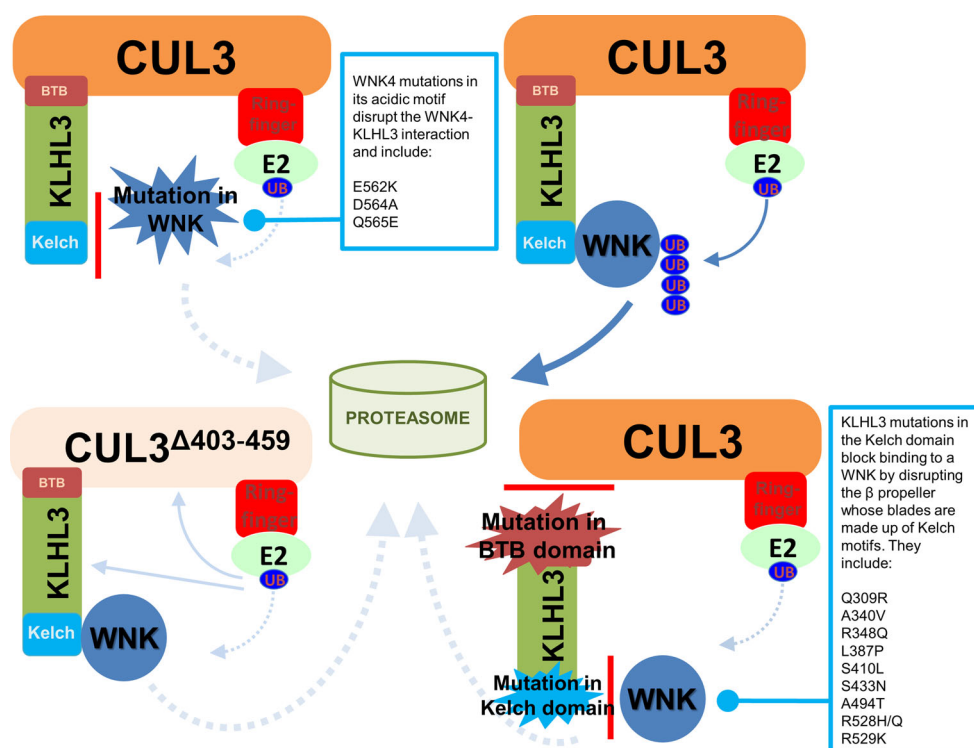 CUL3
BTB
KLHL3
Kelch
Ring-
finger
E2
UB
Mutation in
WNK
WNK4 mutations in
its acidic motif
disrupt the WNK4-
KLHL3 interaction
and include:
E562K
D564A
Q565E
CUL3
BTB
KLHL3
Kelch
WNK
Ring-
finger
E2
UB
UB
UB
UB
UB
PROTEASOME
CUL3Δ403-459
BTB
KLHL3
Kelch
WNK
Ring-
finger
E2
UB
CUL3
Mutation in
BTB domain
KLHL3
Mutation in
Kelch domain
WNK
Ring-
finger
E2
UB
KLHL3 mutations in
the Kelch domain
block binding to a
WNK by disrupting
the β propeller
whose blades are
made up of Kelch
motifs. They
include:
Q309R
A340V
R348Q
L387P
S410L
S433N
A494T
R528H/Q
R529K